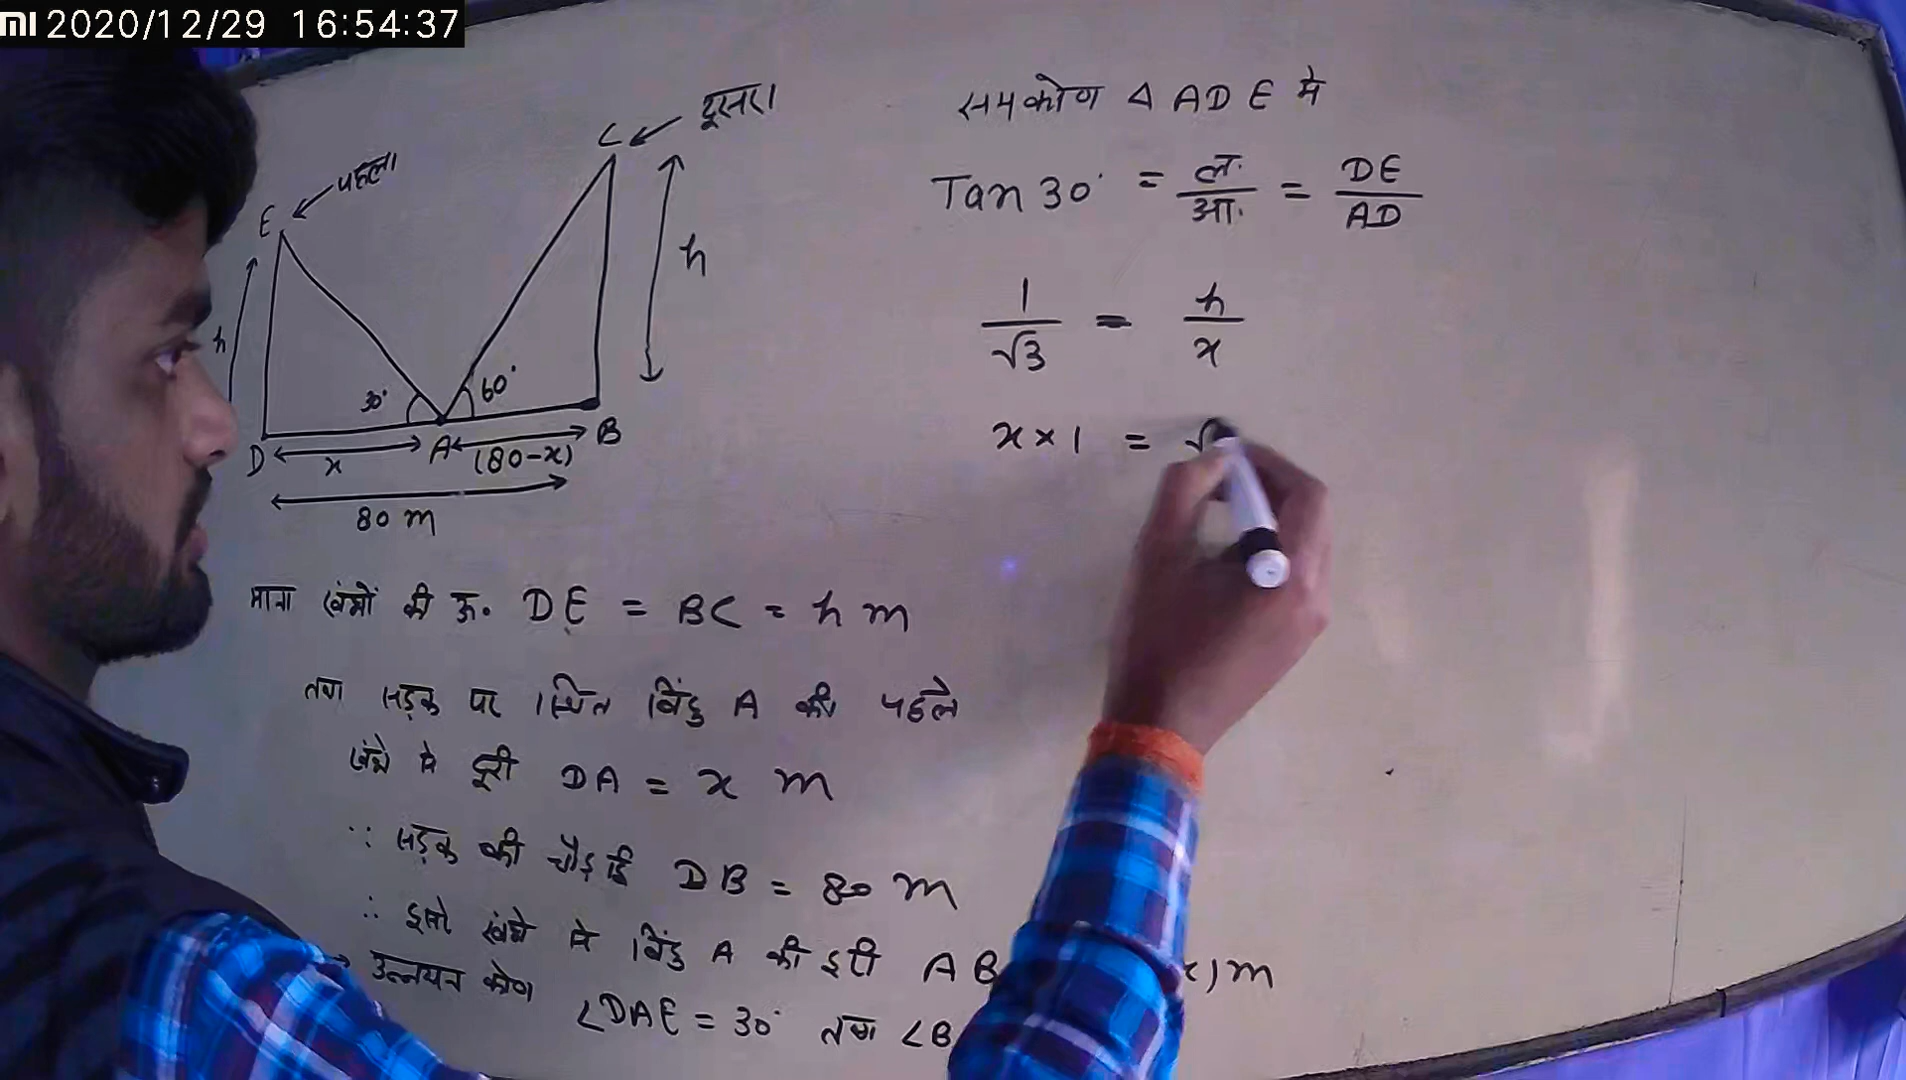 MI 2020/12/29 16:54:37
दूसरा
C
पहला
E
h
h
30°
60°
D
x
A
(80-x)
B
80 m
माना खंभों की ऊ. DE = BC = h m
तथा सड़क पर स्थित बिंदु A की पहले
खंभे से दूरी DA = x m
∵ सड़क की चौड़ाई DB = 80 m
∴ खंभे से बिंदु A की दूरी AB x) m
→ उन्नयन कोण
∠DAE = 30° तथा ∠B
समकोण Δ ADE में
Tan 30° = ल./आ. = DE/AD
1/√3 = h/x
x × 1 = √